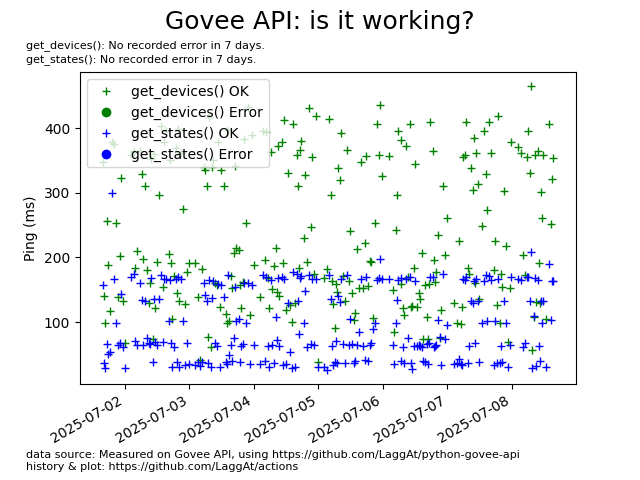 Govee API: is it working?
get_devices(): No recorded error in 7 days.
get_states(): No recorded error in 7 days.
get_devices() OK
get_devices() Error
get_states() OK
get_states() Error
Ping (ms)
400
300
200
100
2025-07-02
2025-07-03
2025-07-04
2025-07-05
2025-07-06
2025-07-07
2025-07-08
data source: Measured on Govee API, using https://github.com/LaggAt/python-govee-api
history & plot: https://github.com/LaggAt/actions